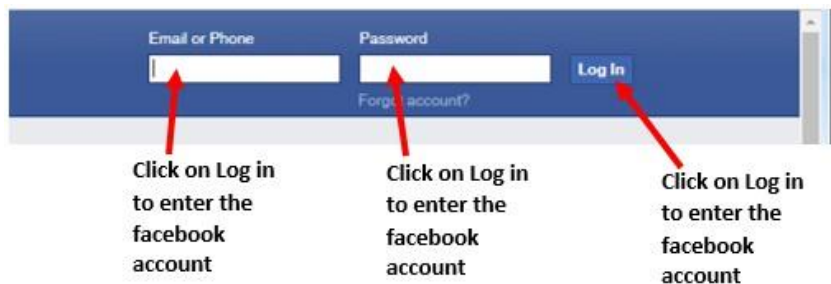 Email or Phone
Password
Log In
Forgot account?
Click on Log in
to enter the
facebook
account
Click on Log in
to enter the
facebook
account
Click on Log in
to enter the
facebook
account